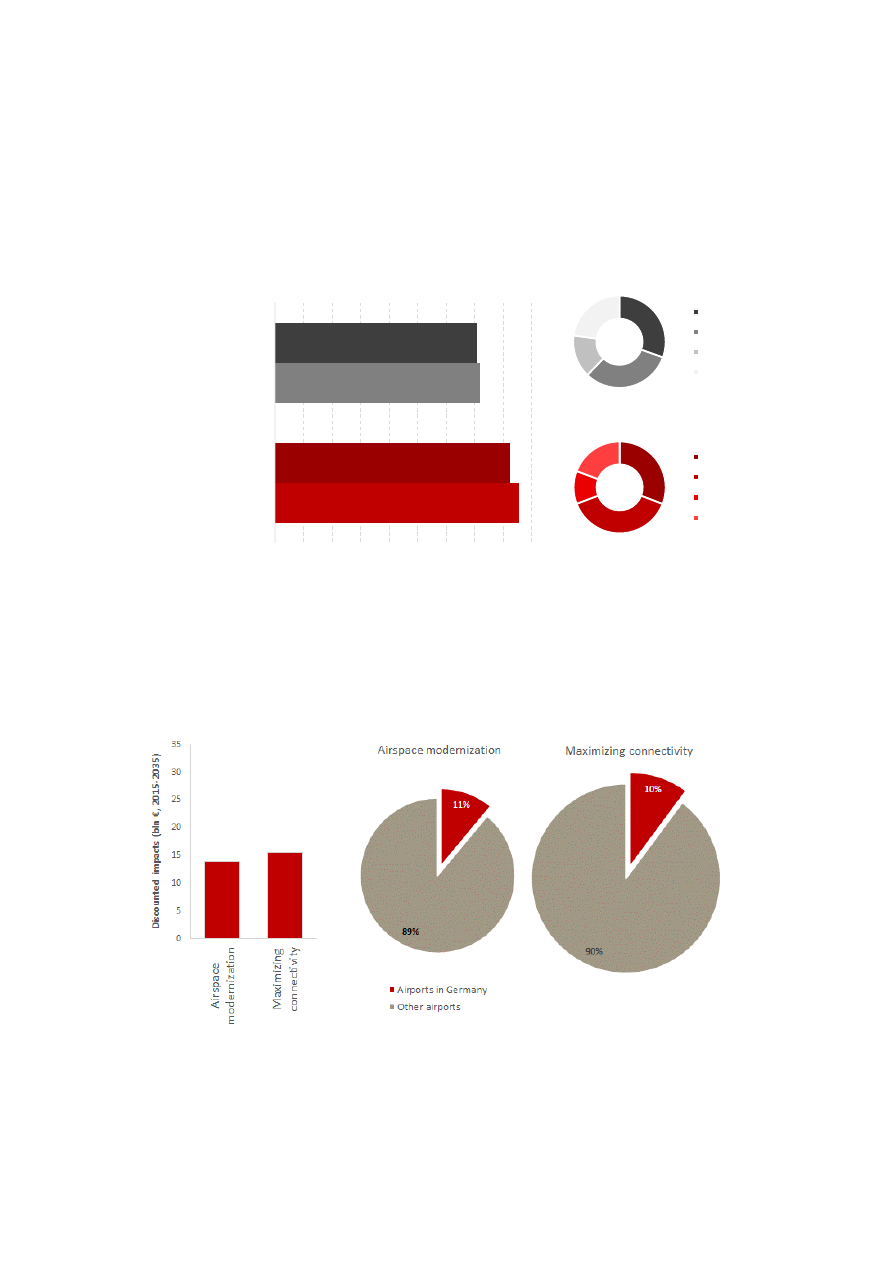 Discounted impacts (bln €, 2015-2035)
35
30
25
20
15
10
5
0
Airspace
modernization
Maximizing
connectivity
Airspace modernization
11%
89%
Maximizing connectivity
10%
90%
Airports in Germany
Other airports